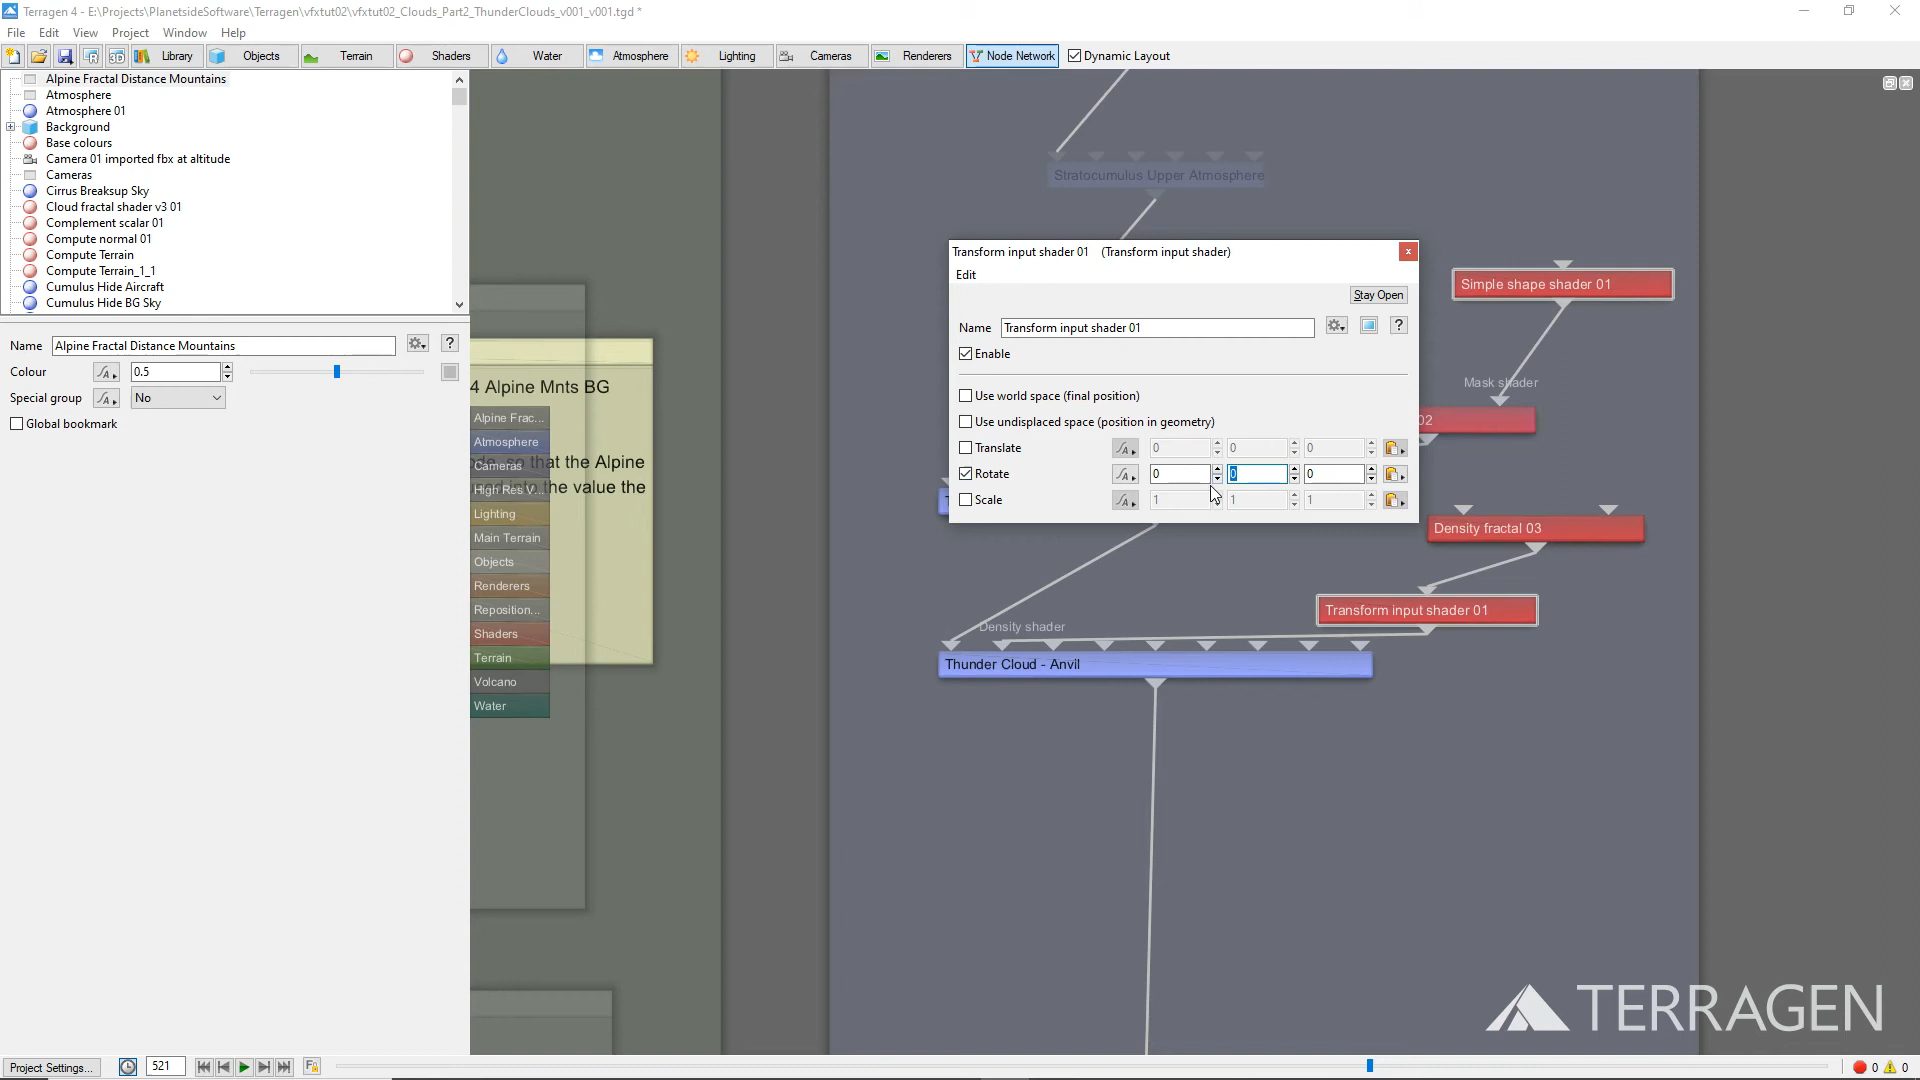 Terragen 4 - E:\Projects\PlanetsideSoftware\Terragen\vfxtut02\vfxtut02_Clouds_Part2_ThunderClouds_v001_v001.tgd *
File Edit View Project Window Help
Library Objects Terrain Shaders Water Atmosphere Lighting Cameras Renderers Node Network Dynamic Layout
Alpine Fractal Distance Mountains
Atmosphere
Atmosphere 01
Background
Base colours
Camera 01 imported fbx at altitude
Cameras
Cirrus Breaksup Sky
Cloud fractal shader v3 01
Complement scalar 01
Compute normal 01
Compute Terrain
Compute Terrain_1_1
Cumulus Hide Aircraft
Cumulus Hide BG Sky
Name Alpine Fractal Distance Mountains ?
Colour 0.5
Special group No
Global bookmark
4 Alpine Mnts BG
so that the Alpine
the value the
Alpine Frac...
Atmosphere
Cameras
High Res V...
Lighting
Main Terrain
Objects
Renderers
Reposition...
Shaders
Terrain
Volcano
Water
Stratocumulus Upper Atmosphere
Transform input shader 01 (Transform input shader) x
Edit
Stay Open
Name Transform input shader 01 ?
Enable
Use world space (final position)
Use undisplaced space (position in geometry)
Translate 0 0 0
Rotate 0 0 0
Scale 1 1 1
Simple shape shader 01
Mask shader
02
Density fractal 03
Transform input shader 01
Density shader
Thunder Cloud - Anvil
TERRAGEN
Project Settings... 521 0 0